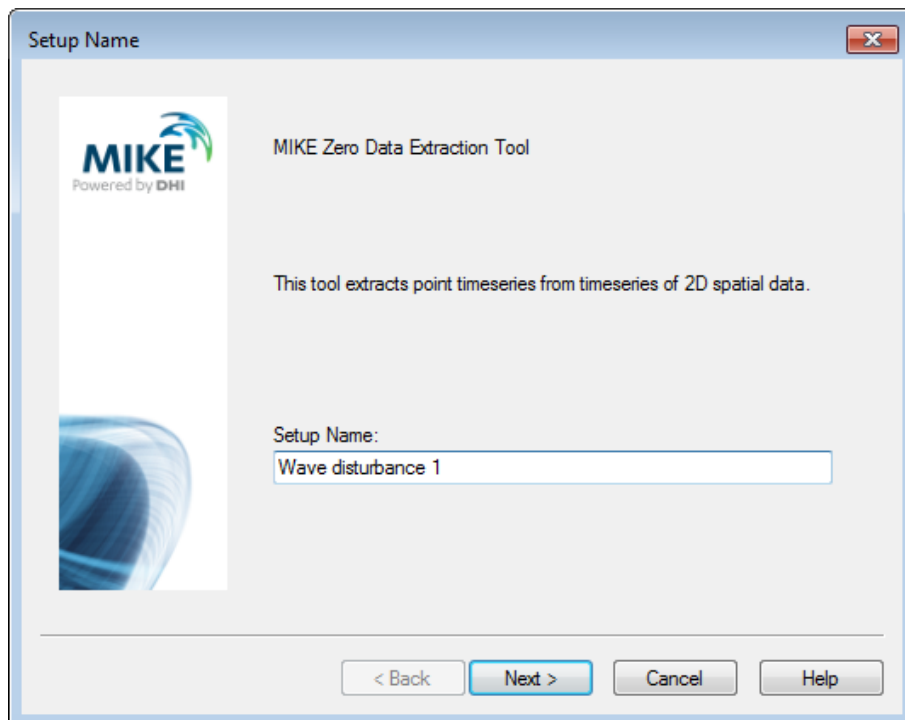 Setup Name
MIKE
Powered by DHI
MIKE Zero Data Extraction Tool
This tool extracts point timeseries from timeseries of 2D spatial data.
Setup Name:
Wave disturbance 1
< Back Next > Cancel Help